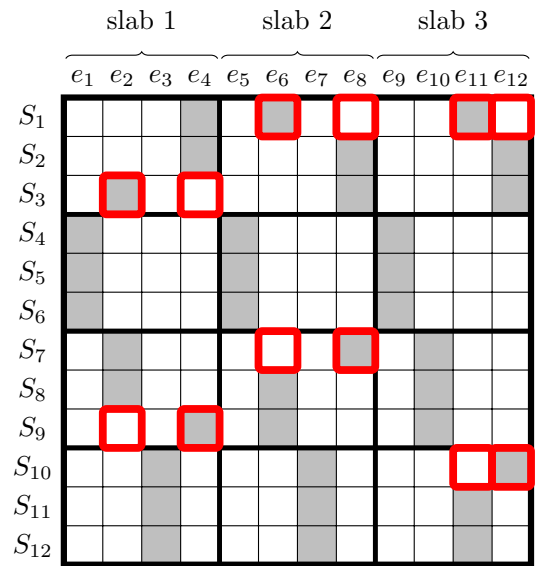 slab 1 slab 2 slab 3
e₁ e₂ e₃ e₄ e₅ e₆ e₇ e₈ e₉ e₁₀ e₁₁ e₁₂
S₁
S₂
S₃
S₄
S₅
S₆
S₇
S₈
S₉
S₁₀
S₁₁
S₁₂